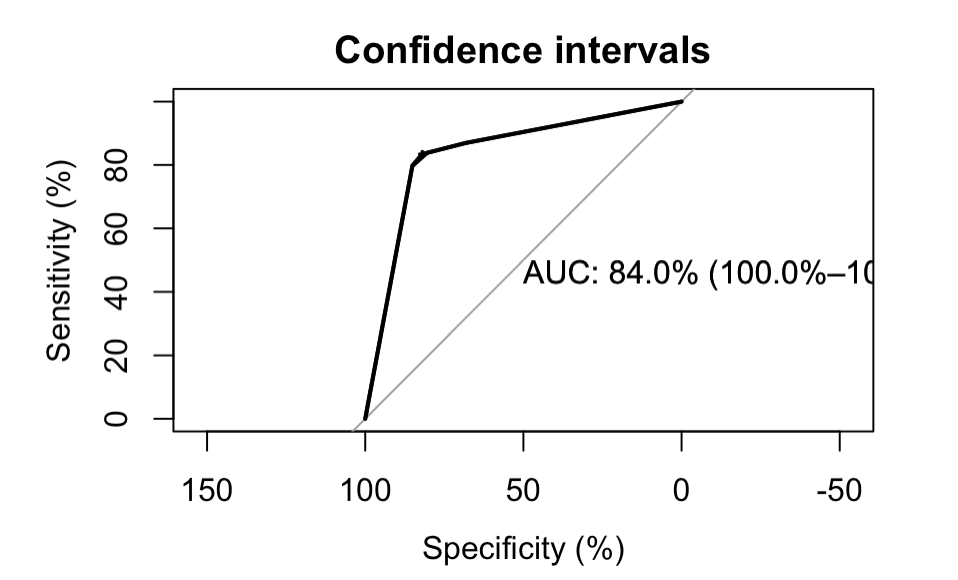 Confidence intervals
Sensitivity (%)
80
60
40
20
0
AUC: 84.0% (100.0%–10
150 100 50 0 -50
Specificity (%)